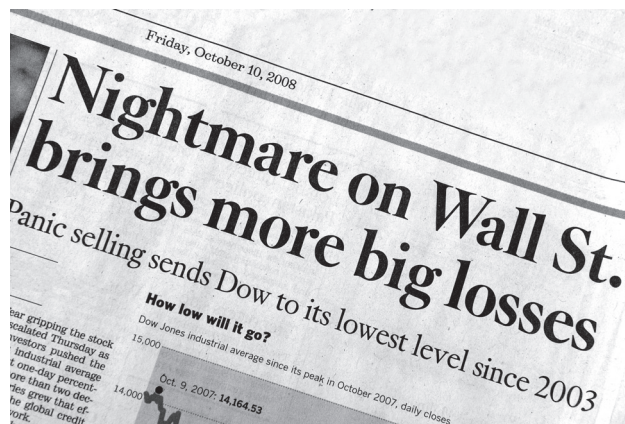 Friday, October 10, 2008
Nightmare on Wall St.
brings more big losses
Panic selling sends Dow to its lowest level since 2003
How low will it go?
Dow Jones industrial average since its peak in October 2007, daily closes
15,000
Oct. 9, 2007: 14,164.53
14,000
ear gripping the stock
scalated Thursday as
nvestors pushed the
industrial average
t one-day percent-
ore than two dec-
ries grew that ef-
he global credit
work.